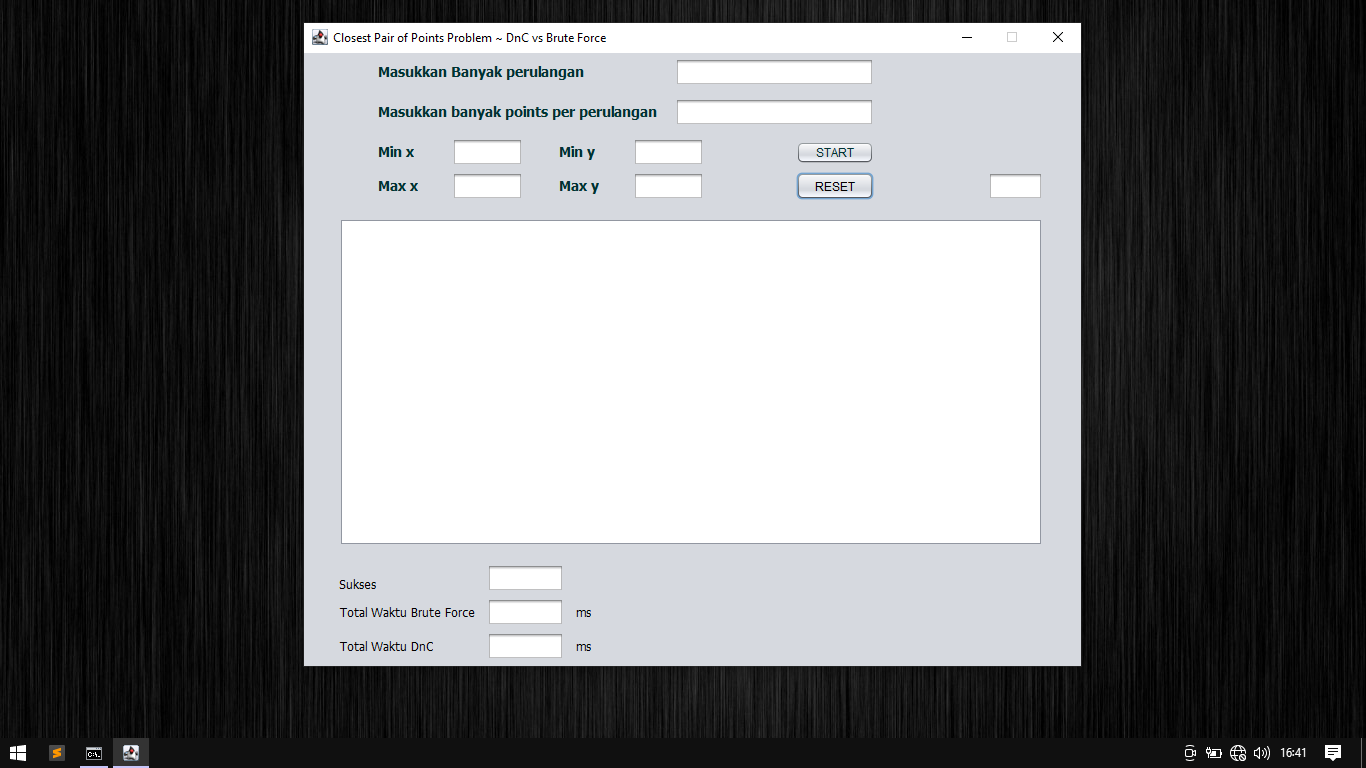 Closest Pair of Points Problem ~ DnC vs Brute Force
Masukkan Banyak perulangan
Masukkan banyak points per perulangan
Min x Min y START
Max x Max y RESET
Sukses
Total Waktu Brute Force ms
Total Waktu DnC ms
C:\.
16:41